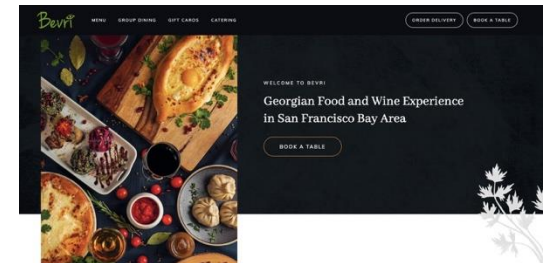 Bevri MENU GROUP DINING GIFT CARDS CATERING ORDER DELIVERY BOOK A TABLE
WELCOME TO BEVRI
Georgian Food and Wine Experience
in San Francisco Bay Area
BOOK A TABLE